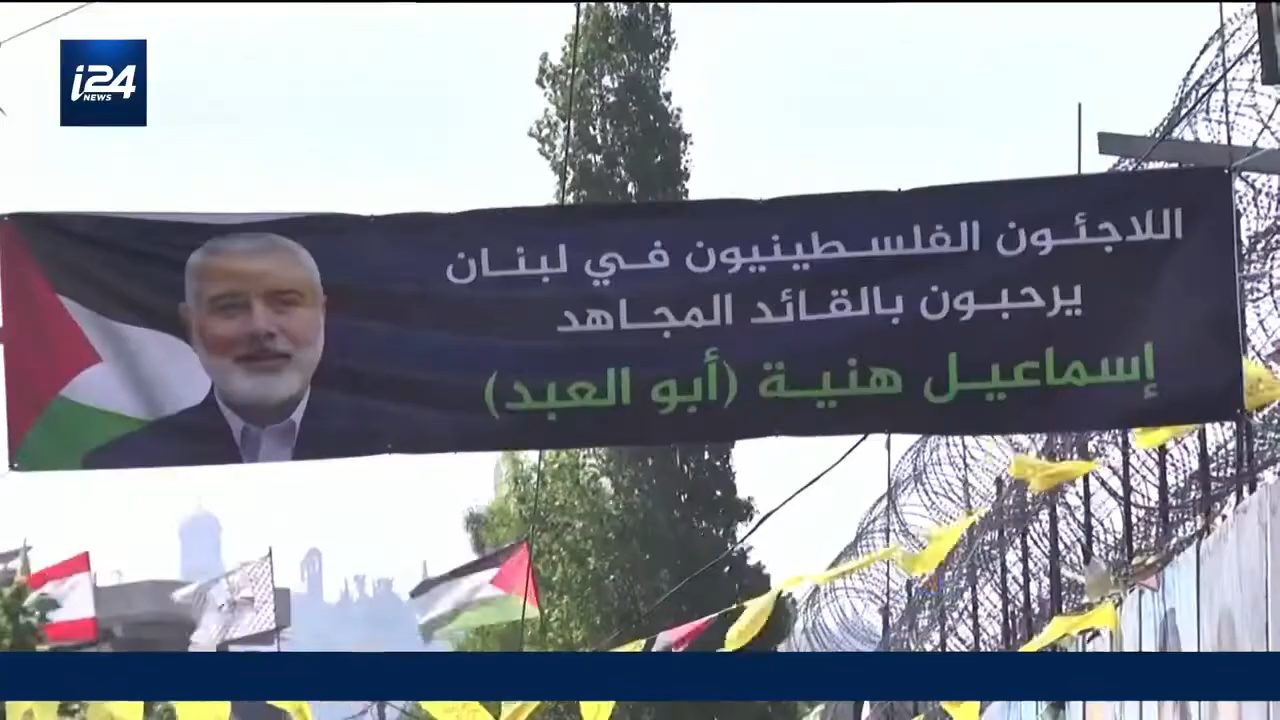 i24
NEWS
اللاجئون الفلسطينيون في لبنان
يرحبون بالقائد المجاهد
إسماعيل هنية (أبو العبد)